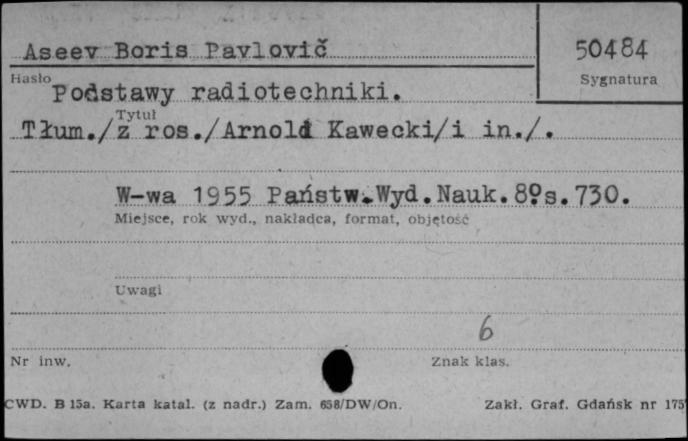 Aseev Boris Pavlovič
50484
Hasło
Sygnatura
Podstawy radiotechniki.
Tytuł
Tłum./z ros./Arnold Kawecki/i in./.
W-wa 1955 Państw.Wyd.Nauk.8ºs.730.
Miejsce, rok wyd., nakładca, format, objętość
Uwagi
6
Nr inw.
Znak klas.
CWD. B 15a. Karta katal. (z nadr.) Zam. 658/DW/On.
Zakł. Graf. Gdańsk nr 175